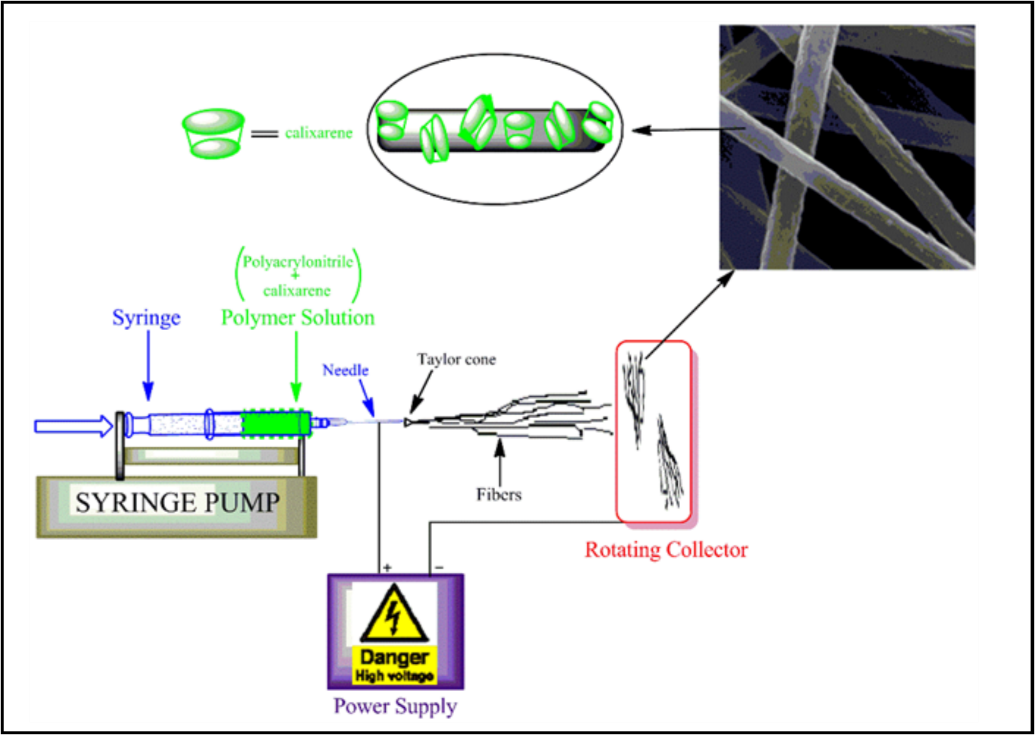 calixarene
(Polyacrylonitrile
+
calixarene)
Syringe
Polymer Solution
Needle
Taylor cone
Fibers
SYRINGE PUMP
Rotating Collector
+
−
Danger
High voltage
Power Supply